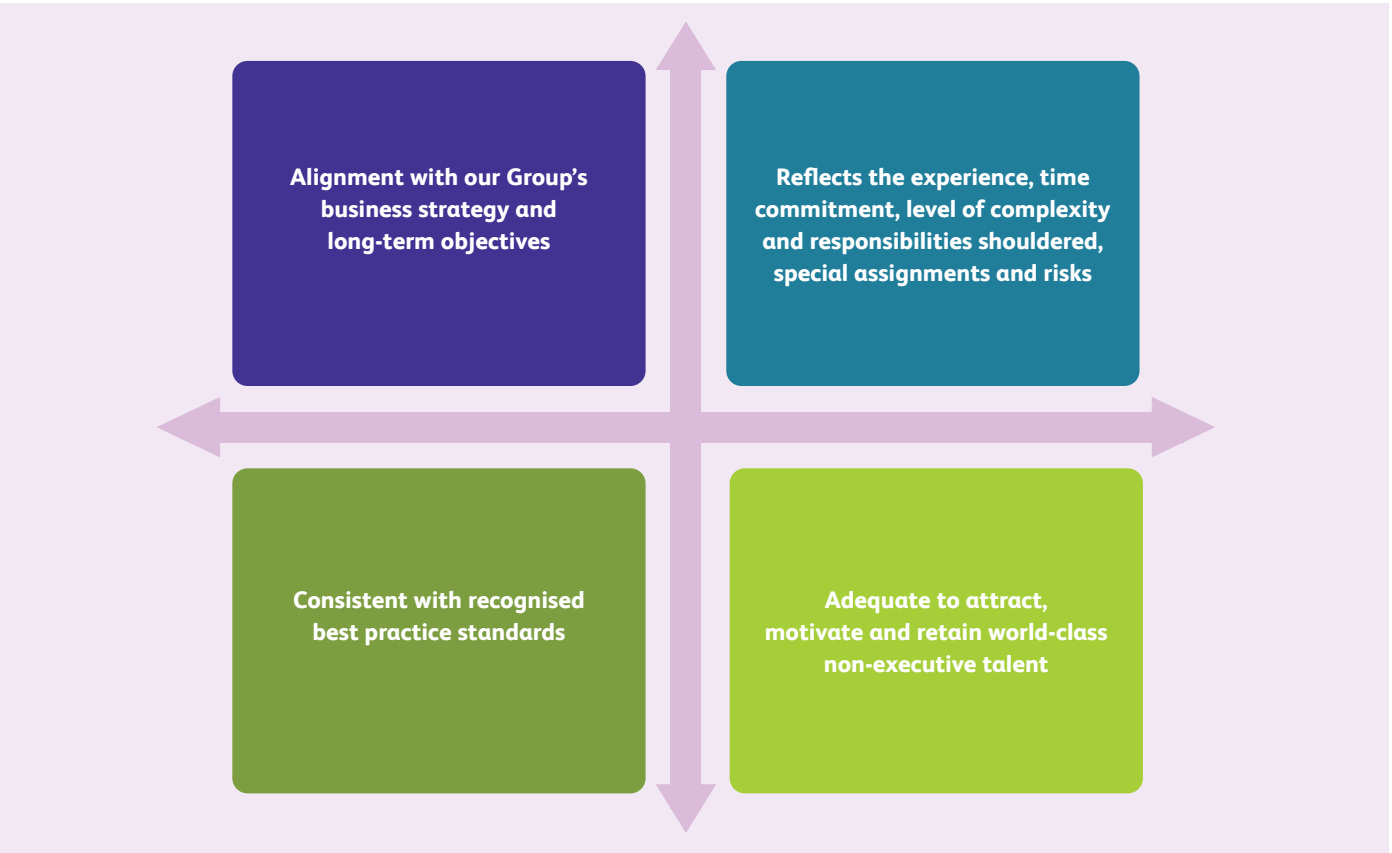 Alignment with our Group’s
business strategy and
long-term objectives
Reflects the experience, time
commitment, level of complexity
and responsibilities shouldered,
special assignments and risks
Consistent with recognised
best practice standards
Adequate to attract,
motivate and retain world-class
non-executive talent